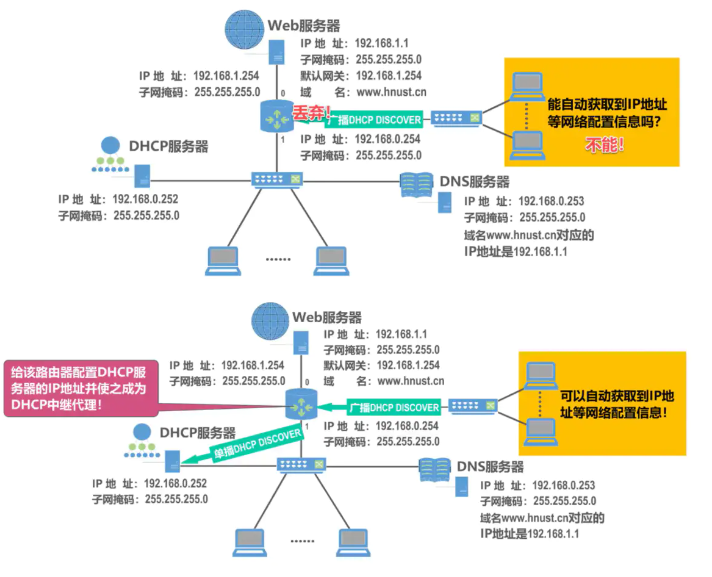 Web服务器
IP 地 址：192.168.1.1
子网掩码：255.255.255.0
默认网关：192.168.1.254
域 名：www.hnust.cn
IP 地 址：192.168.1.254
子网掩码：255.255.255.0
0
丢弃！
广播DHCP DISCOVER
能自动获取到IP地址
等网络配置信息吗？
不能！
1
IP 地 址：192.168.0.254
子网掩码：255.255.255.0
DHCP服务器
IP 地 址：192.168.0.252
子网掩码：255.255.255.0
DNS服务器
IP 地 址：192.168.0.253
子网掩码：255.255.255.0
域名www.hnust.cn对应的
IP地址是192.168.1.1
......
Web服务器
IP 地 址：192.168.1.1
子网掩码：255.255.255.0
默认网关：192.168.1.254
域 名：www.hnust.cn
给该路由器配置DHCP服
务器的IP地址并使之成为
DHCP中继代理！
IP 地 址：192.168.1.254
子网掩码：255.255.255.0
0
广播DHCP DISCOVER
可以自动获取到IP地
址等网络配置信息！
1
IP 地 址：192.168.0.254
子网掩码：255.255.255.0
单播DHCP DISCOVER
DHCP服务器
IP 地 址：192.168.0.252
子网掩码：255.255.255.0
DNS服务器
IP 地 址：192.168.0.253
子网掩码：255.255.255.0
域名www.hnust.cn对应的
IP地址是192.168.1.1
......